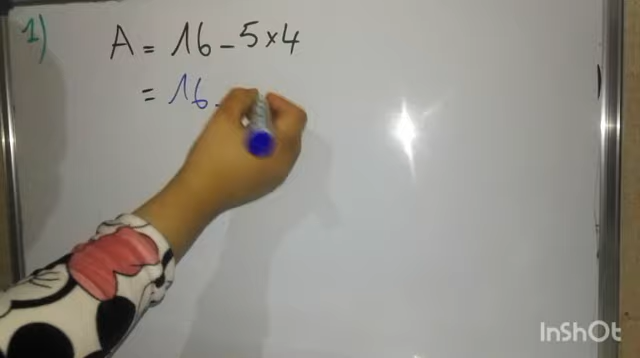 1) A = 16 - 5 × 4
= 16 -
InShOt